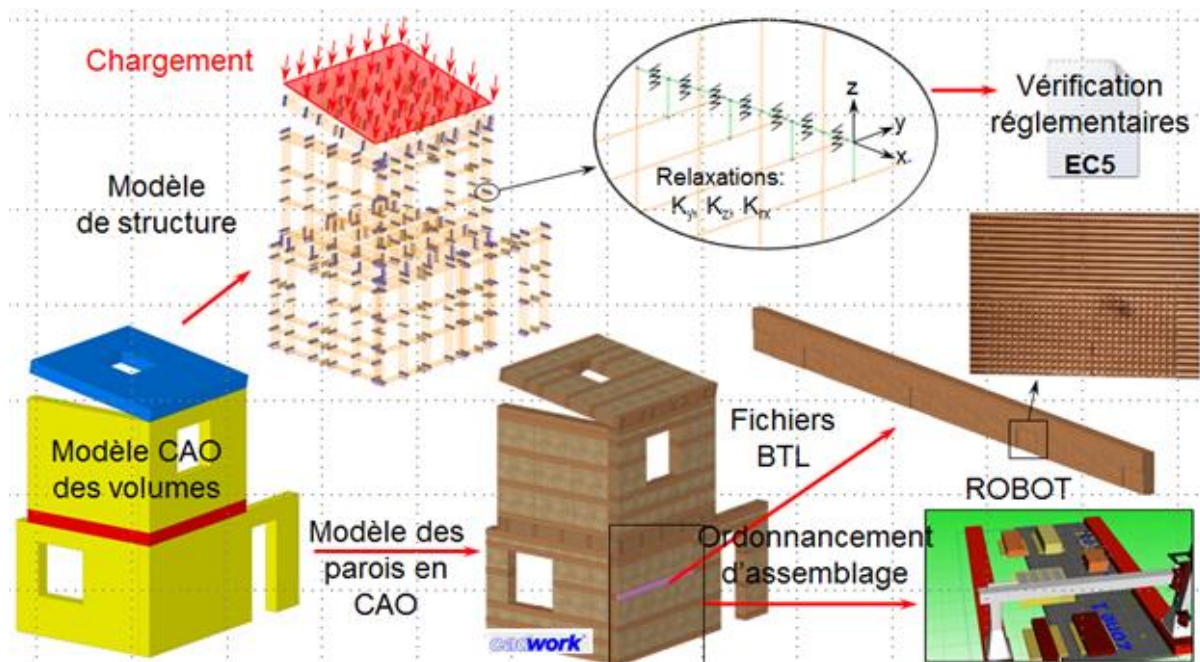 Chargement
Modèle
de structure
z
y
x
Relaxations:
Ky, Kz, Krx
Vérification
réglementaires
EC5
Modèle CAO
des volumes
Modèle des
parois en
CAO
cadwork
Fichiers
BTL
Ordonnancement
d'assemblage
ROBOT